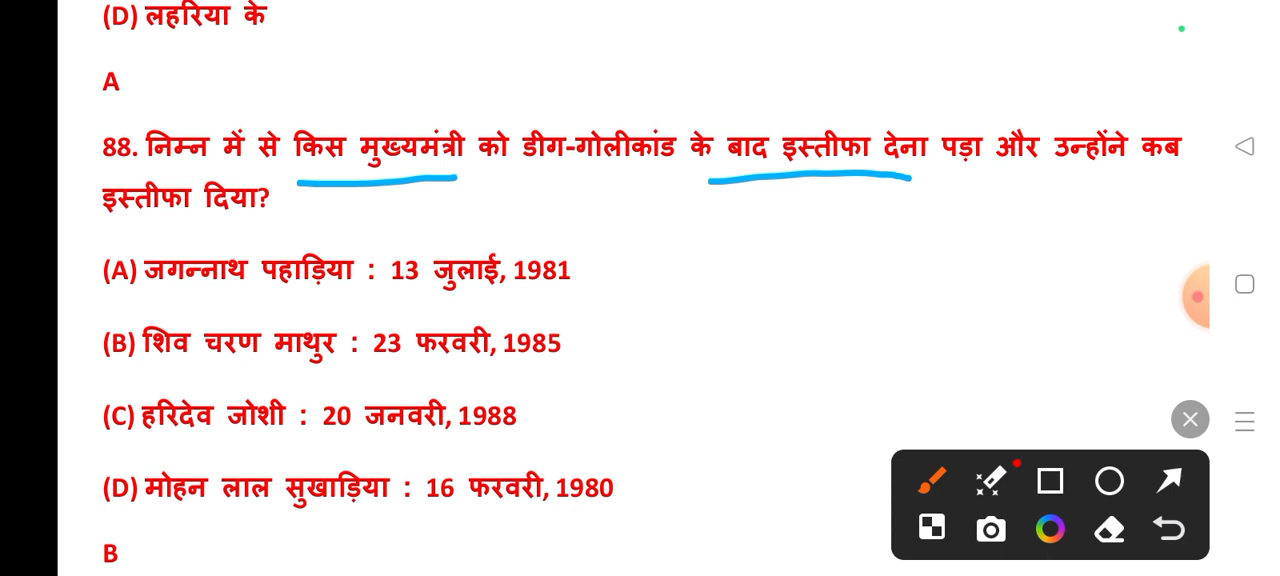 (D) लहरिया के
A
88. निम्न में से किस मुख्यमंत्री को डीग-गोलीकांड के बाद इस्तीफा देना पड़ा और उन्होंने कब
इस्तीफा दिया?
(A) जगन्नाथ पहाड़िया : 13 जुलाई, 1981
(B) शिव चरण माथुर : 23 फरवरी, 1985
(C) हरिदेव जोशी : 20 जनवरी, 1988
(D) मोहन लाल सुखाड़िया : 16 फरवरी, 1980
B